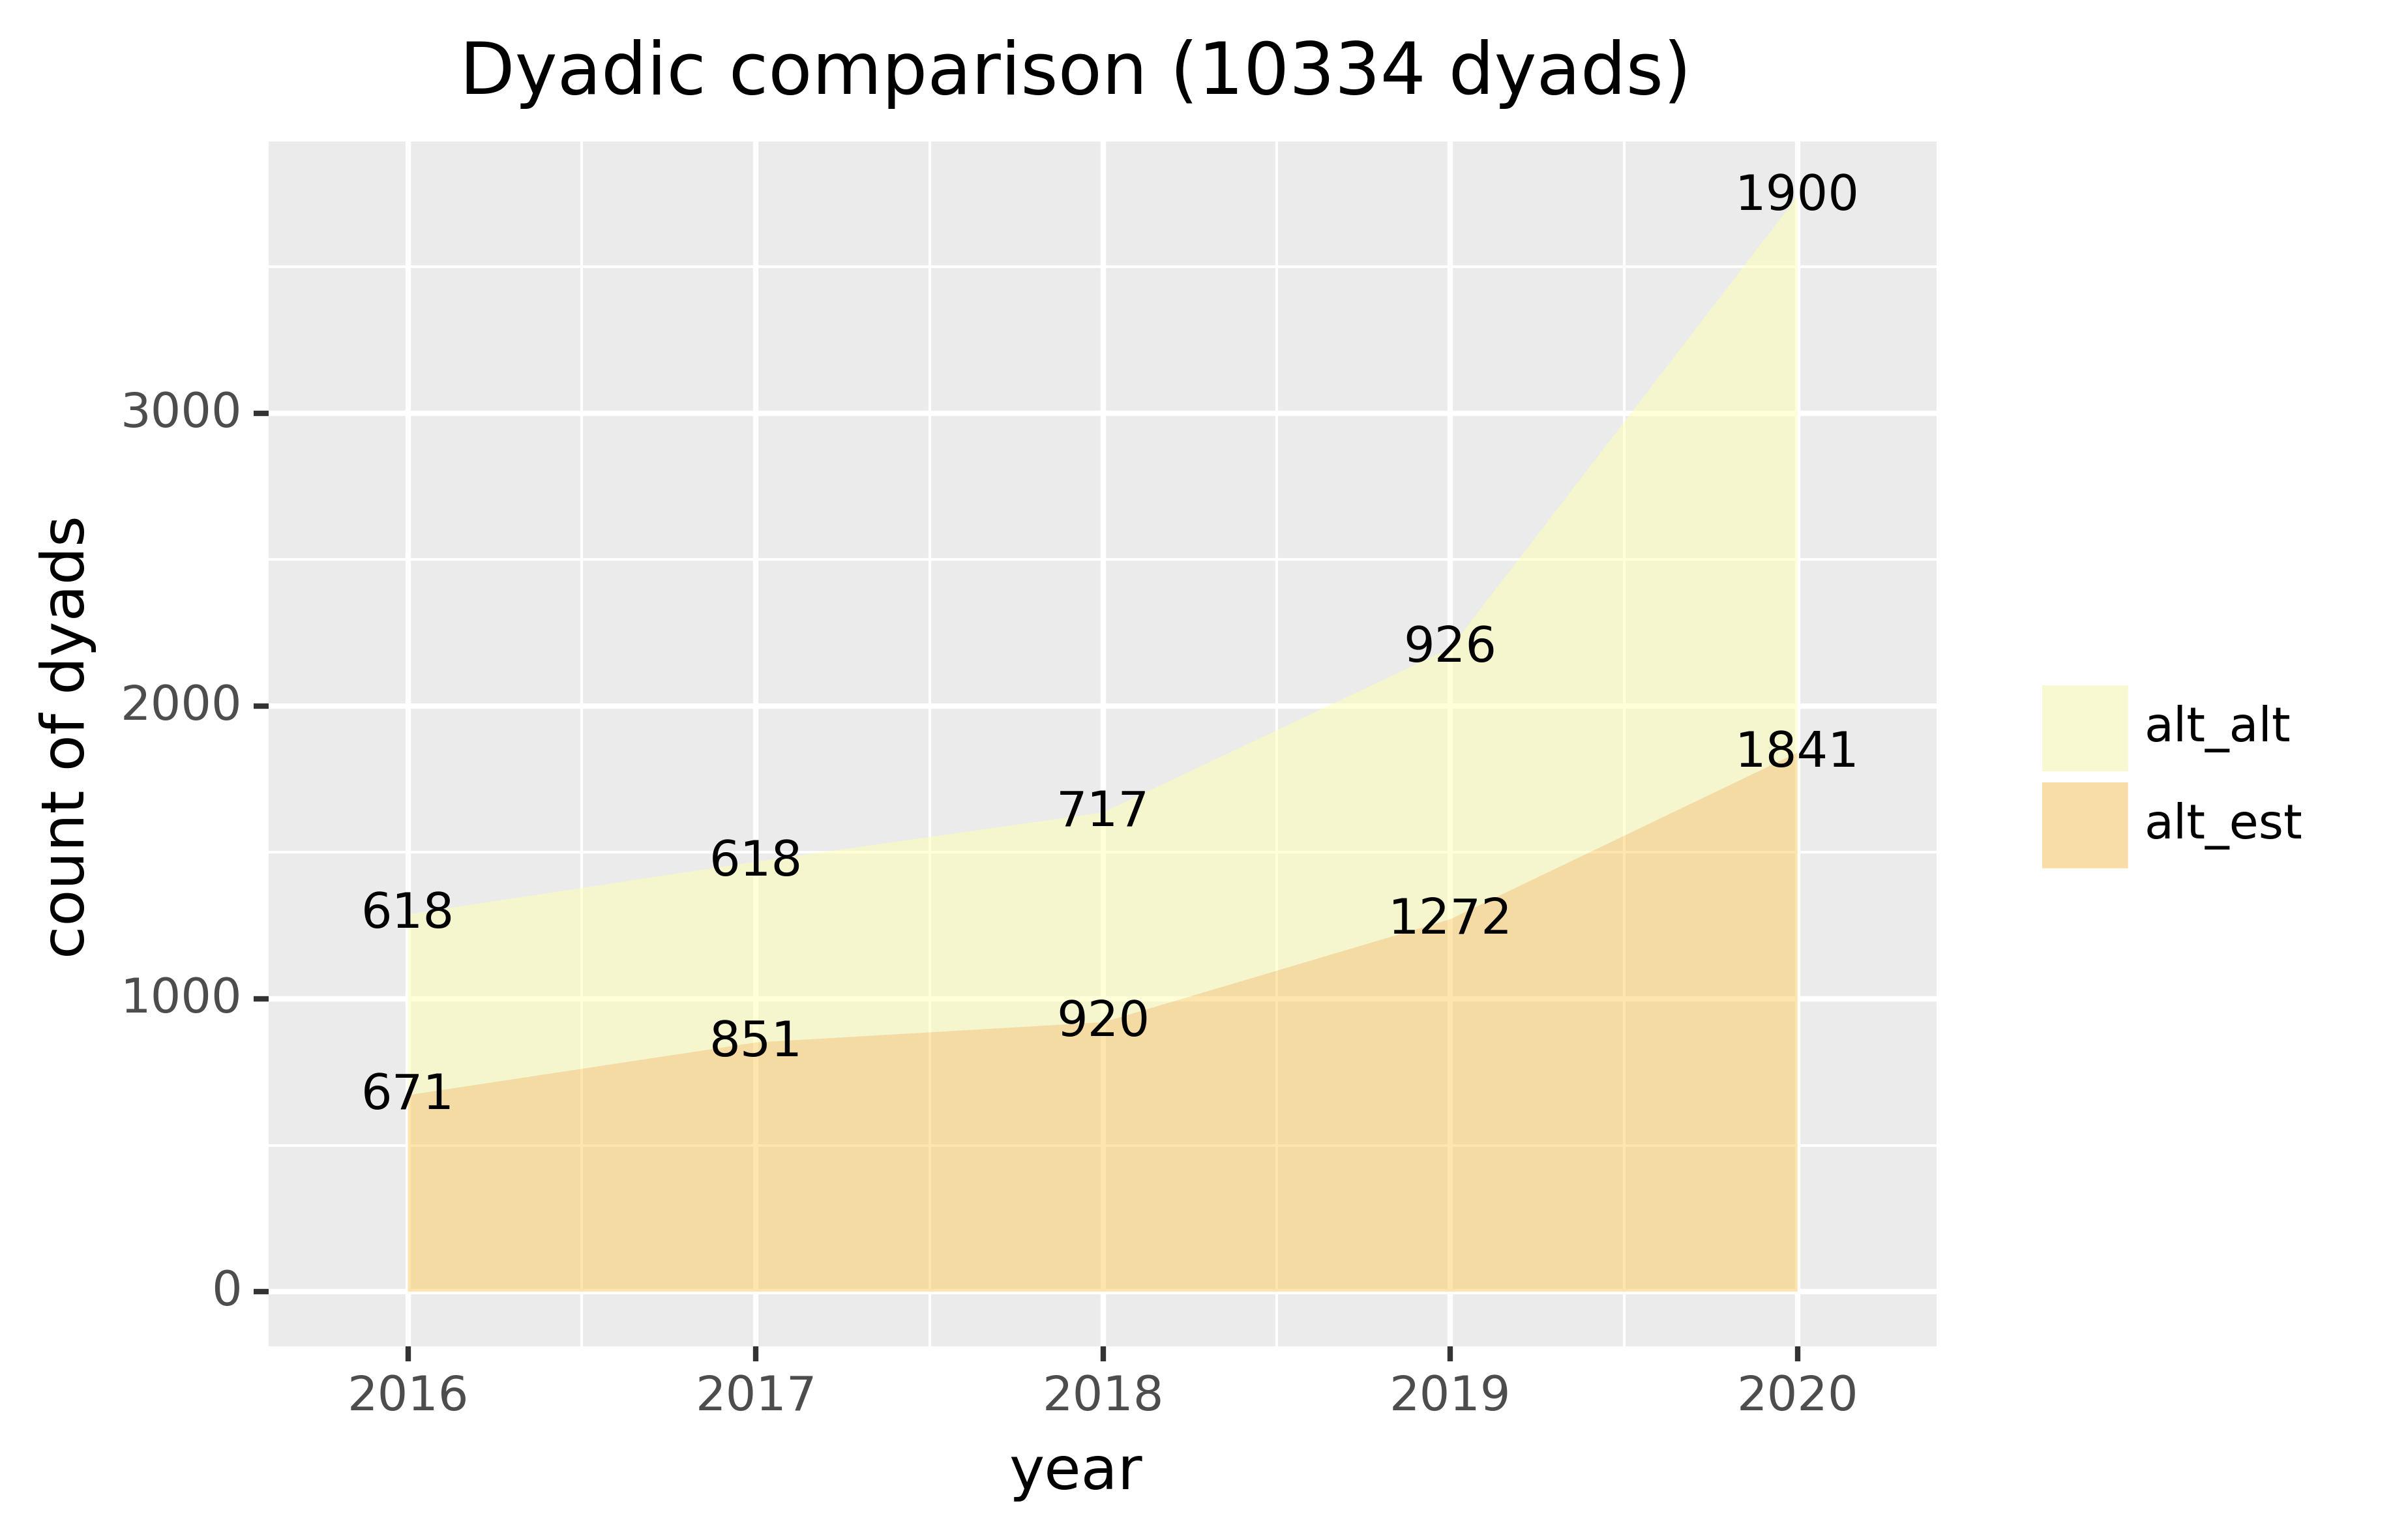 Dyadic comparison (10334 dyads)
count of dyads
3000
2000
1000
0
1900
926
1841
717
618
618
1272
920
851
671
2016 2017 2018 2019 2020
year
alt_alt
alt_est